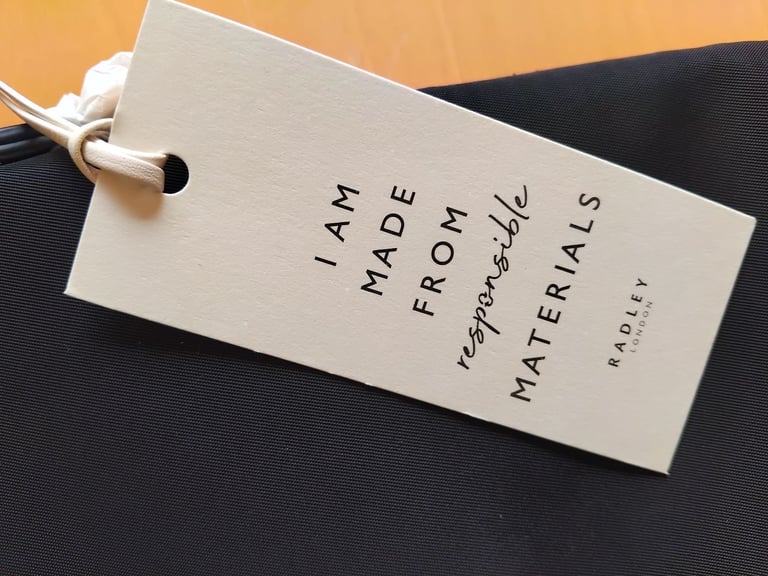 I AM
MADE
FROM
responsible
MATERIALS
RADLEY
LONDON